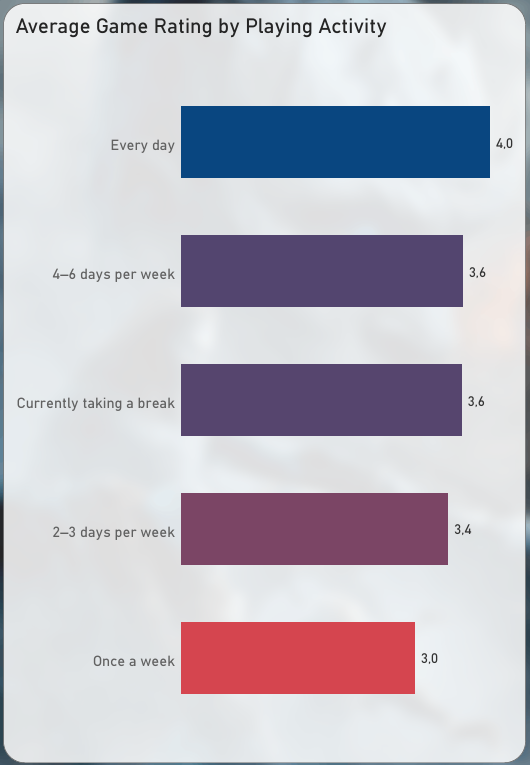 Average Game Rating by Playing Activity
Every day 4,0
4–6 days per week 3,6
Currently taking a break 3,6
2–3 days per week 3,4
Once a week 3,0